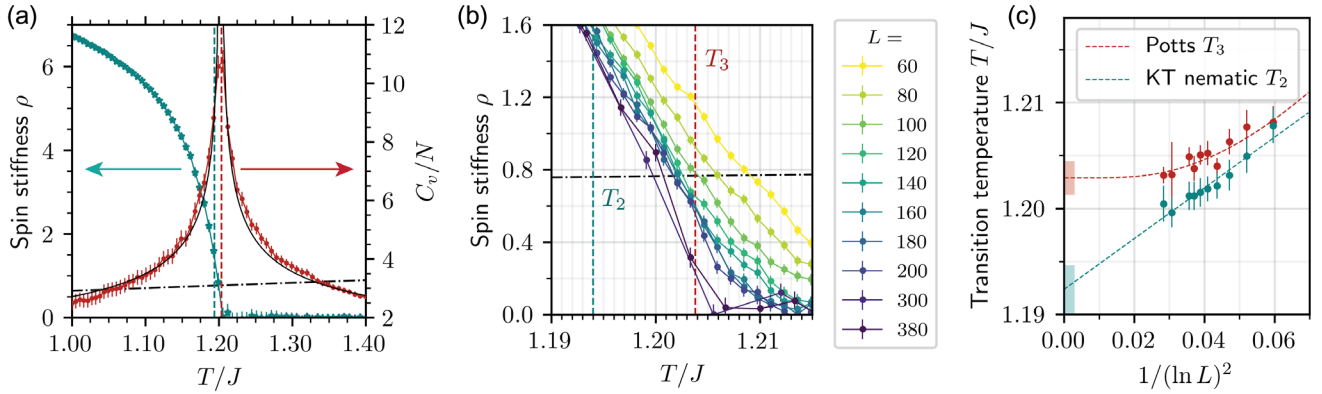 (a)
Spin stiffness ρ
6
4
2
0
1.00
1.10
1.20
1.30
1.40
T/J
12
10
8
6
4
2
C_v/N
(b)
Spin stiffness ρ
1.6
1.2
0.8
0.4
0.0
T_2
T_3
1.19
1.20
1.21
T/J
L =
60
80
100
120
140
160
180
200
300
380
(c)
Transition temperature T/J
1.21
1.20
1.19
Potts T_3
KT nematic T_2
0.00
0.02
0.04
0.06
1/(ln L)^2